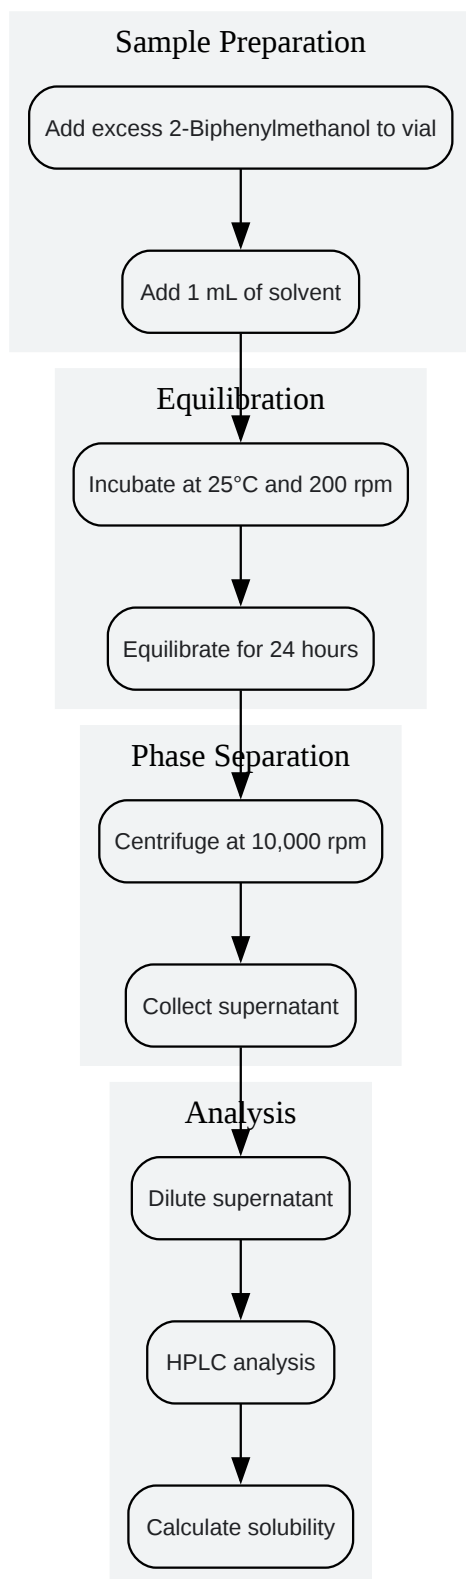 Sample Preparation
Add excess 2-Biphenylmethanol to vial
Add 1 mL of solvent
Equilibration
Incubate at 25°C and 200 rpm
Equilibrate for 24 hours
Phase Separation
Centrifuge at 10,000 rpm
Collect supernatant
Analysis
Dilute supernatant
HPLC analysis
Calculate solubility